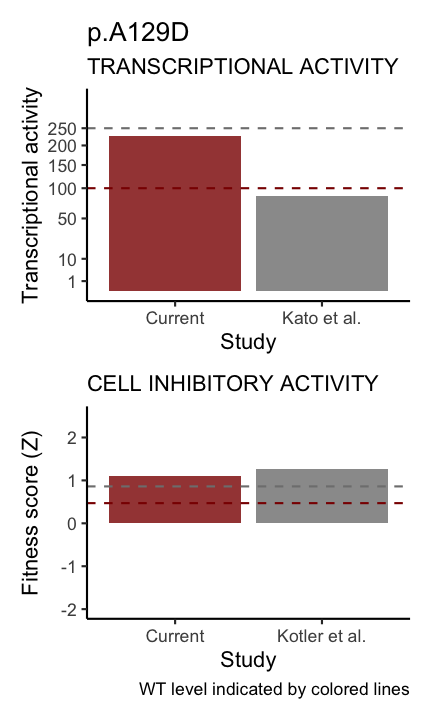 p.A129D
TRANSCRIPTIONAL ACTIVITY
Transcriptional activity
250
200
150
100
50
10
1
Current
Kato et al.
Study
CELL INHIBITORY ACTIVITY
Fitness score (Z)
2
1
0
-1
-2
Current
Kotler et al.
Study
WT level indicated by colored lines